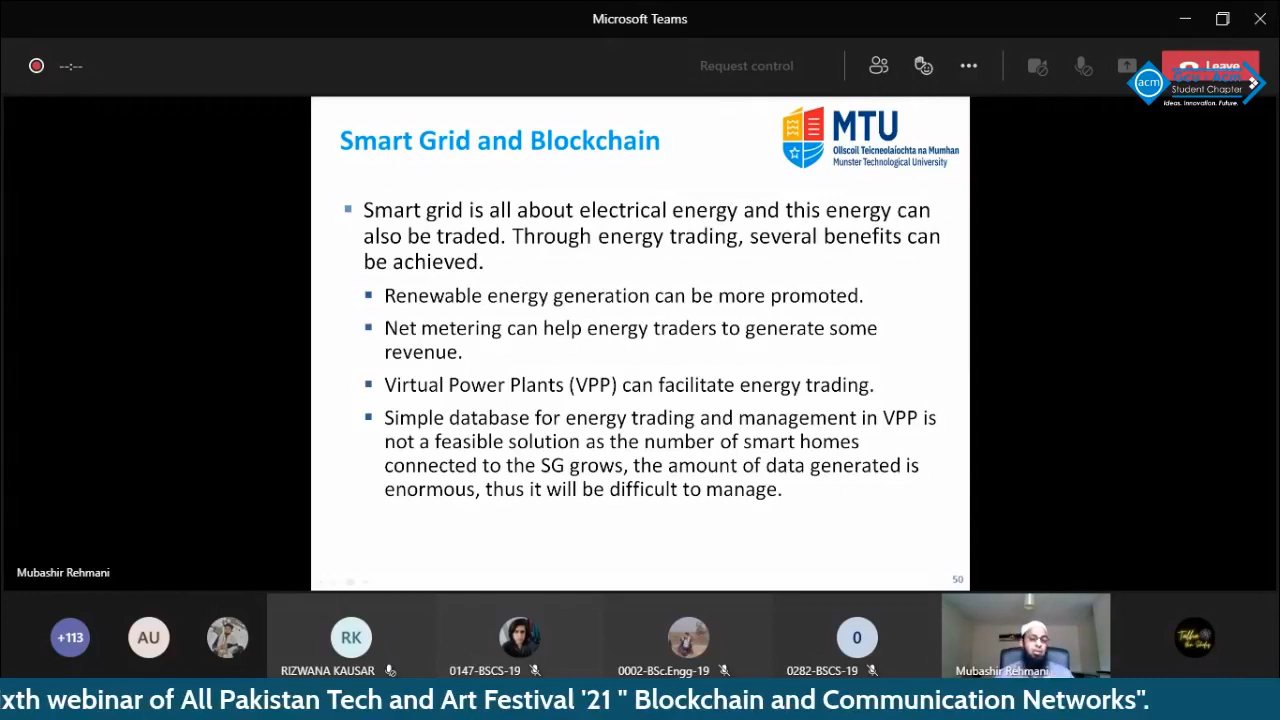 Microsoft Teams
--:--
Request control
Leave
acm
Student Chapter
Ideas. Innovation. Future.
Smart Grid and Blockchain
MTU
Ollscoil Teicneolaíochta na Mumhan
Munster Technological University
Smart grid is all about electrical energy and this energy can
also be traded. Through energy trading, several benefits can
be achieved.
Renewable energy generation can be more promoted.
Net metering can help energy traders to generate some
revenue.
Virtual Power Plants (VPP) can facilitate energy trading.
Simple database for energy trading and management in VPP is
not a feasible solution as the number of smart homes
connected to the SG grows, the amount of data generated is
enormous, thus it will be difficult to manage.
50
Mubashir Rehmani
+113
AU
RK
0
RIZWANA KAUSAR
0147-BSCS-19
0002-BSc.Engg-19
0282-BSCS-19
Mubashir Rehmani
ixth webinar of All Pakistan Tech and Art Festival '21 " Blockchain and Communication Networks".